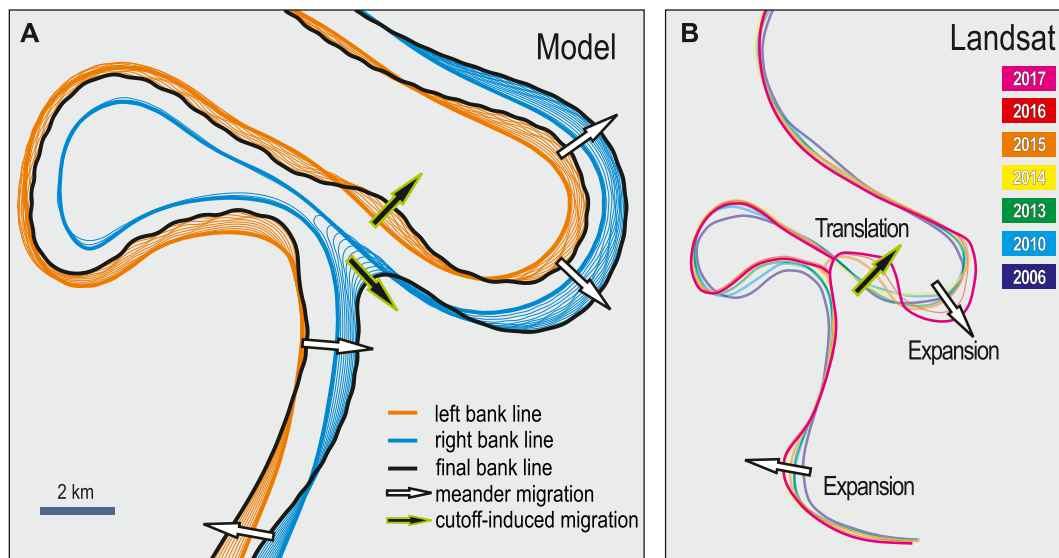 A
Model
left bank line
right bank line
final bank line
meander migration
cutoff-induced migration
2 km
B
Landsat
2017
2016
2015
2014
2013
2010
2006
Translation
Expansion
Expansion